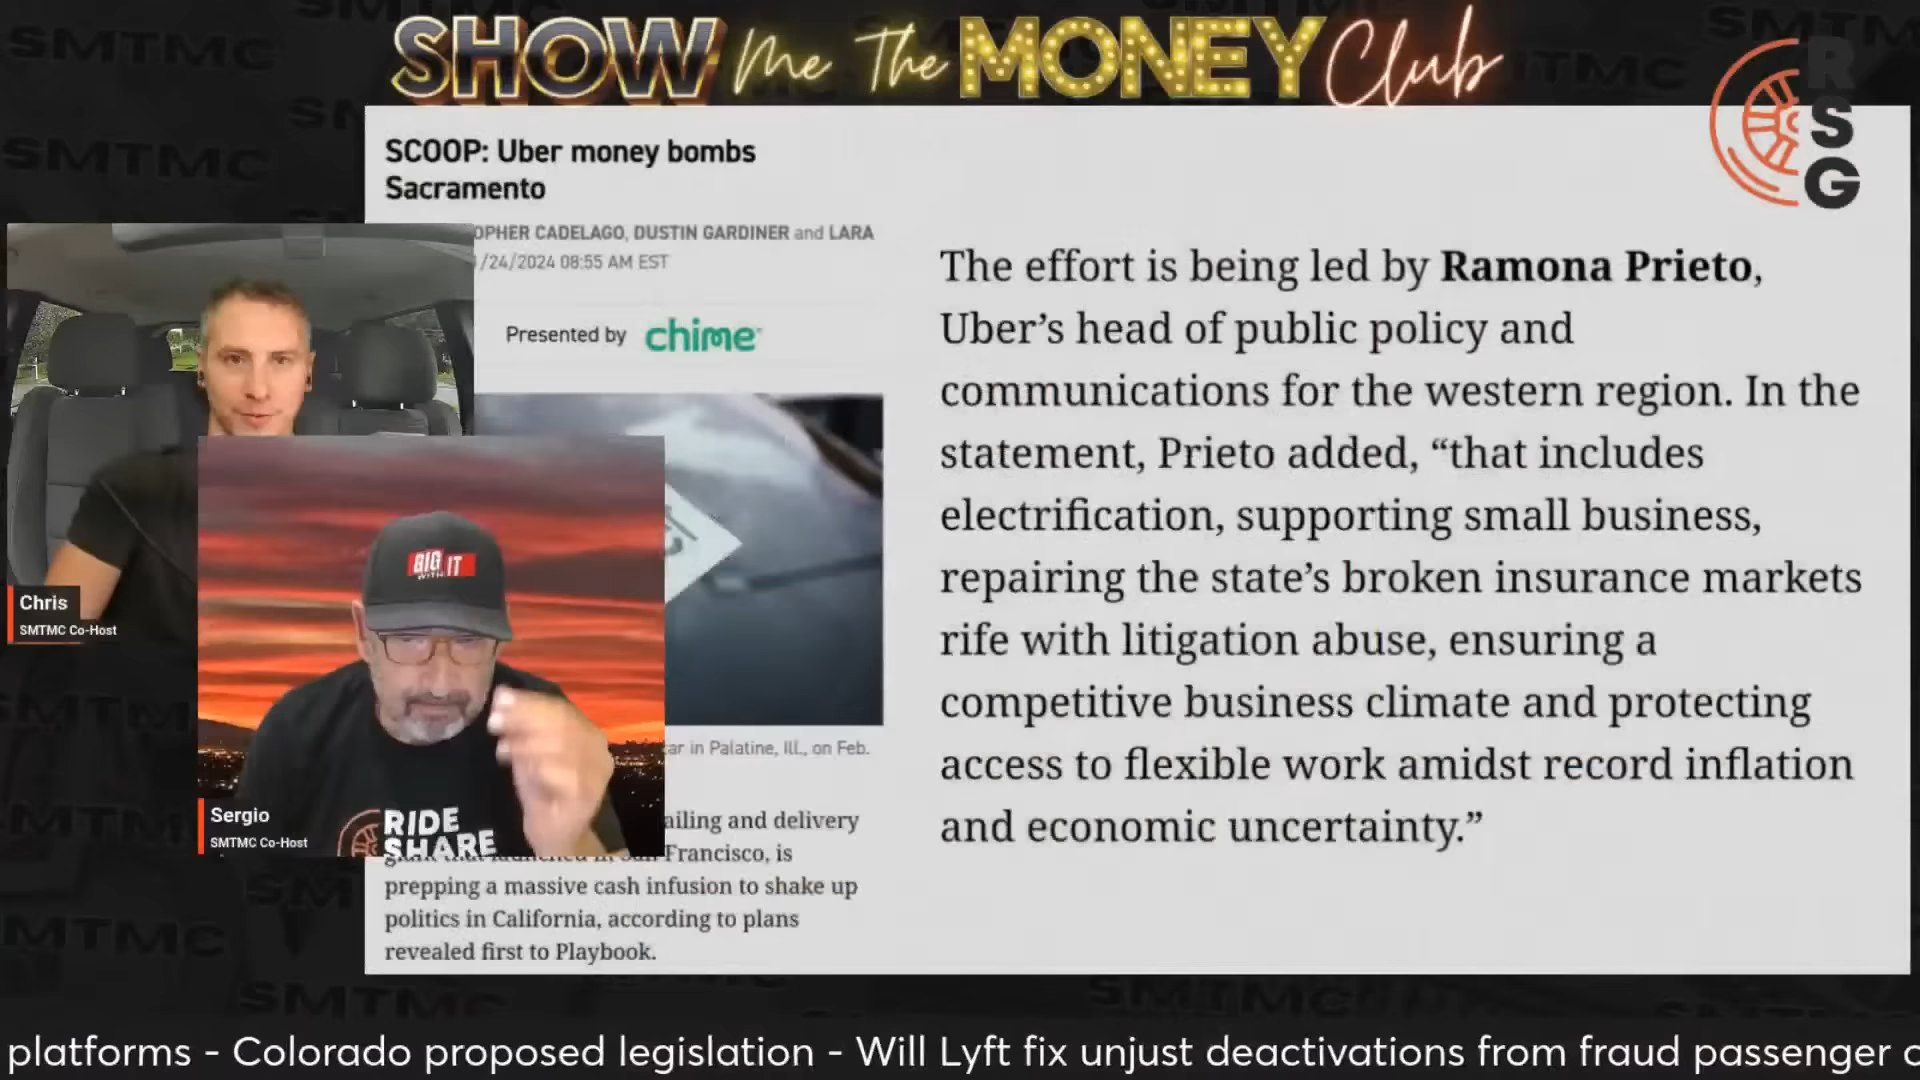 SHOW Me The MONEY Club
RSG
SCOOP: Uber money bombs
Sacramento
OPHER CADELAGO, DUSTIN GARDINER and LARA
/24/2024 08:55 AM EST
Presented by chime
car in Palatine, Ill., on Feb.
ailing and delivery
Francisco, is
prepping a massive cash infusion to shake up
politics in California, according to plans
revealed first to Playbook.
The effort is being led by Ramona Prieto,
Uber’s head of public policy and
communications for the western region. In the
statement, Prieto added, “that includes
electrification, supporting small business,
repairing the state’s broken insurance markets
rife with litigation abuse, ensuring a
competitive business climate and protecting
access to flexible work amidst record inflation
and economic uncertainty.”
Chris
SMTMC Co-Host
BIG IT
WITH
Sergio
SMTMC Co-Host
RIDE
SHARE
SMTMC
platforms - Colorado proposed legislation - Will Lyft fix unjust deactivations from fraud passenger c